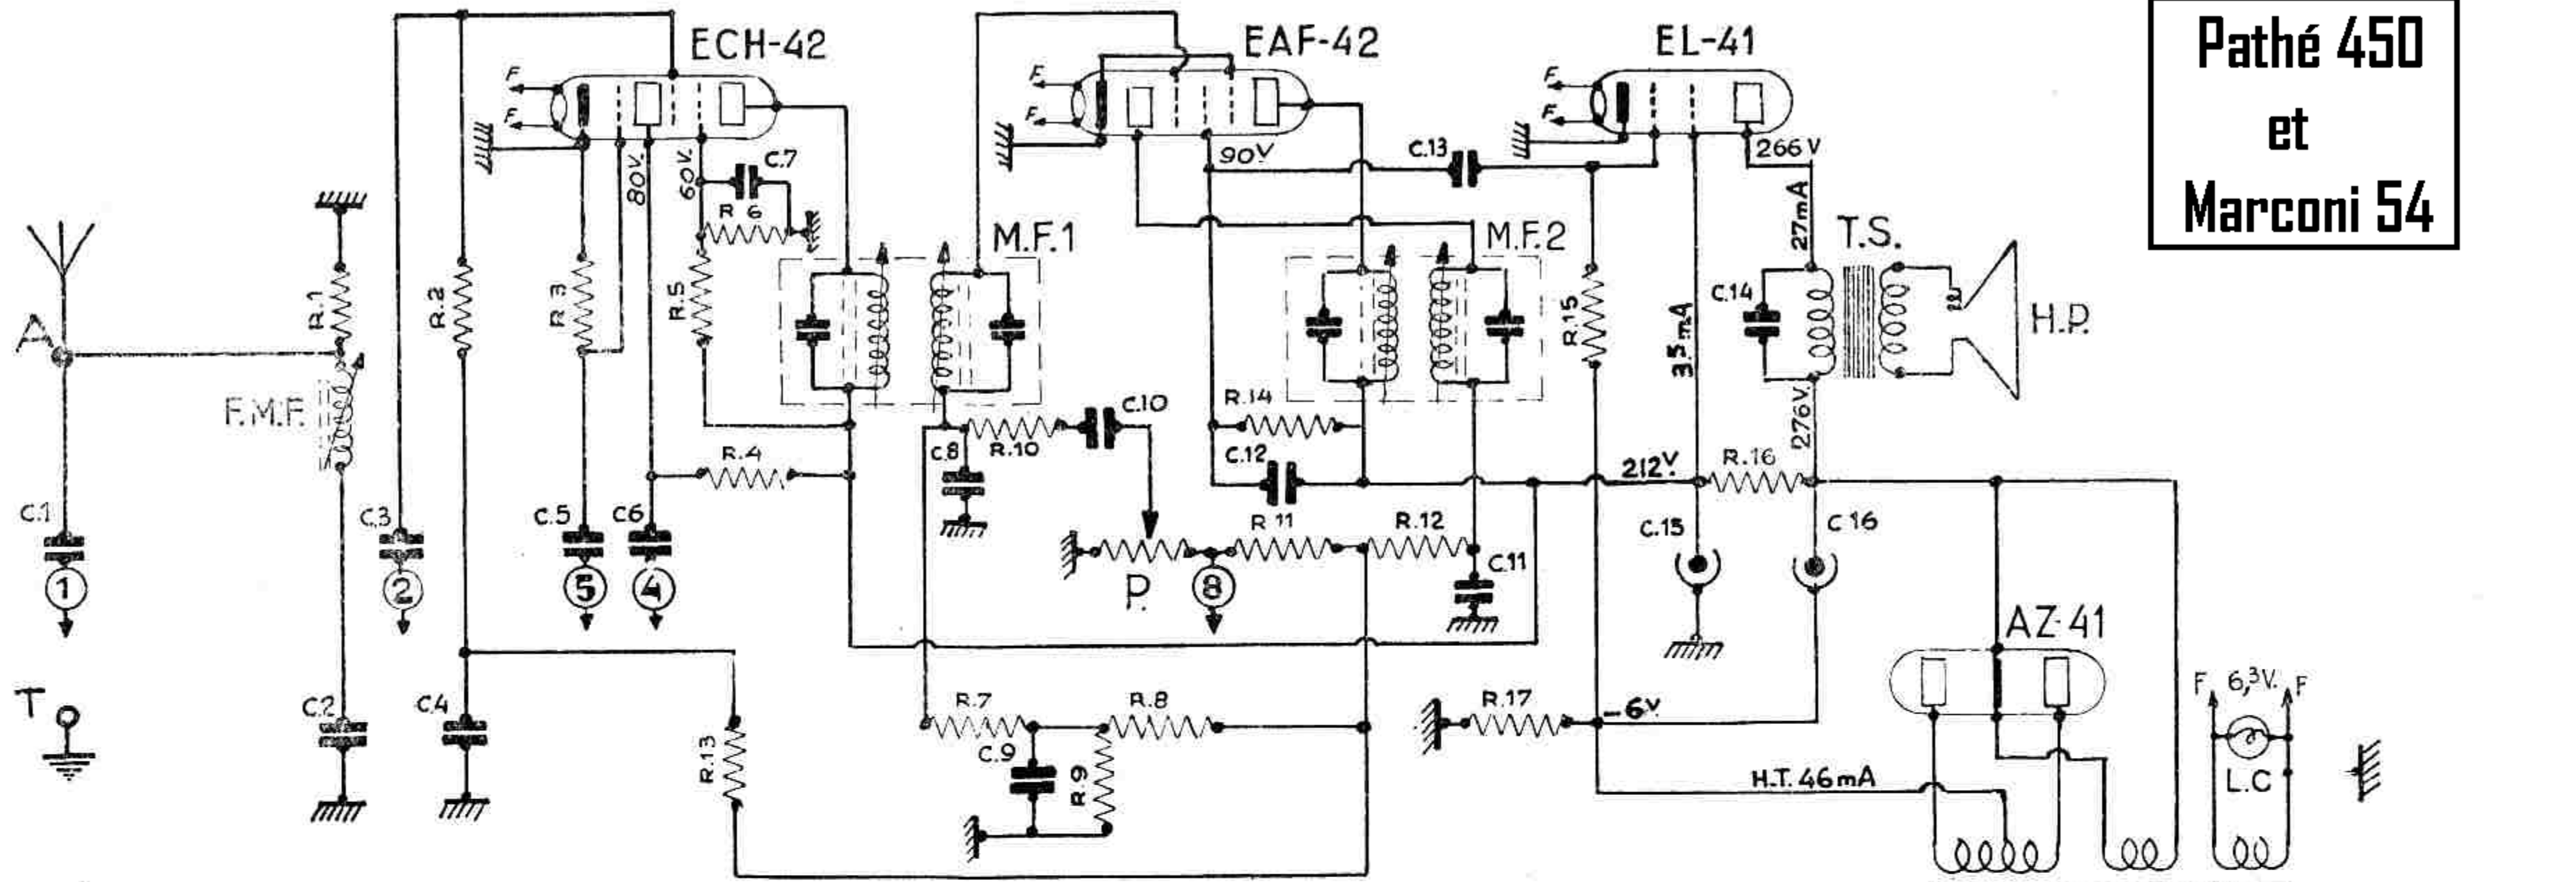 Pathé 450
et
Marconi 54
ECH-42
EAF-42
EL-41
F
F
F
F
F
F
80V.
60V.
C.7
R 6
90V
C.13
266 V
27mA
M.F.1
M.F.2
T.S.
A
R.1
R.2
R 3
R.5
R.15
35mA
C.14
H.P.
F.M.F.
276V.
R.14
C.10
C.8
R.10
R.4
C.12
212V.
R.16
C.1
C.3
C.5
C6
R 11
R.12
C.15
C 16
1
2
5
4
P.
8
C.11
AZ-41
T
C.2
C.4
R.13
R.7
R.8
C.9
R.9
R.17
-6V
F 6,3V. F
L.C
H.T. 46mA